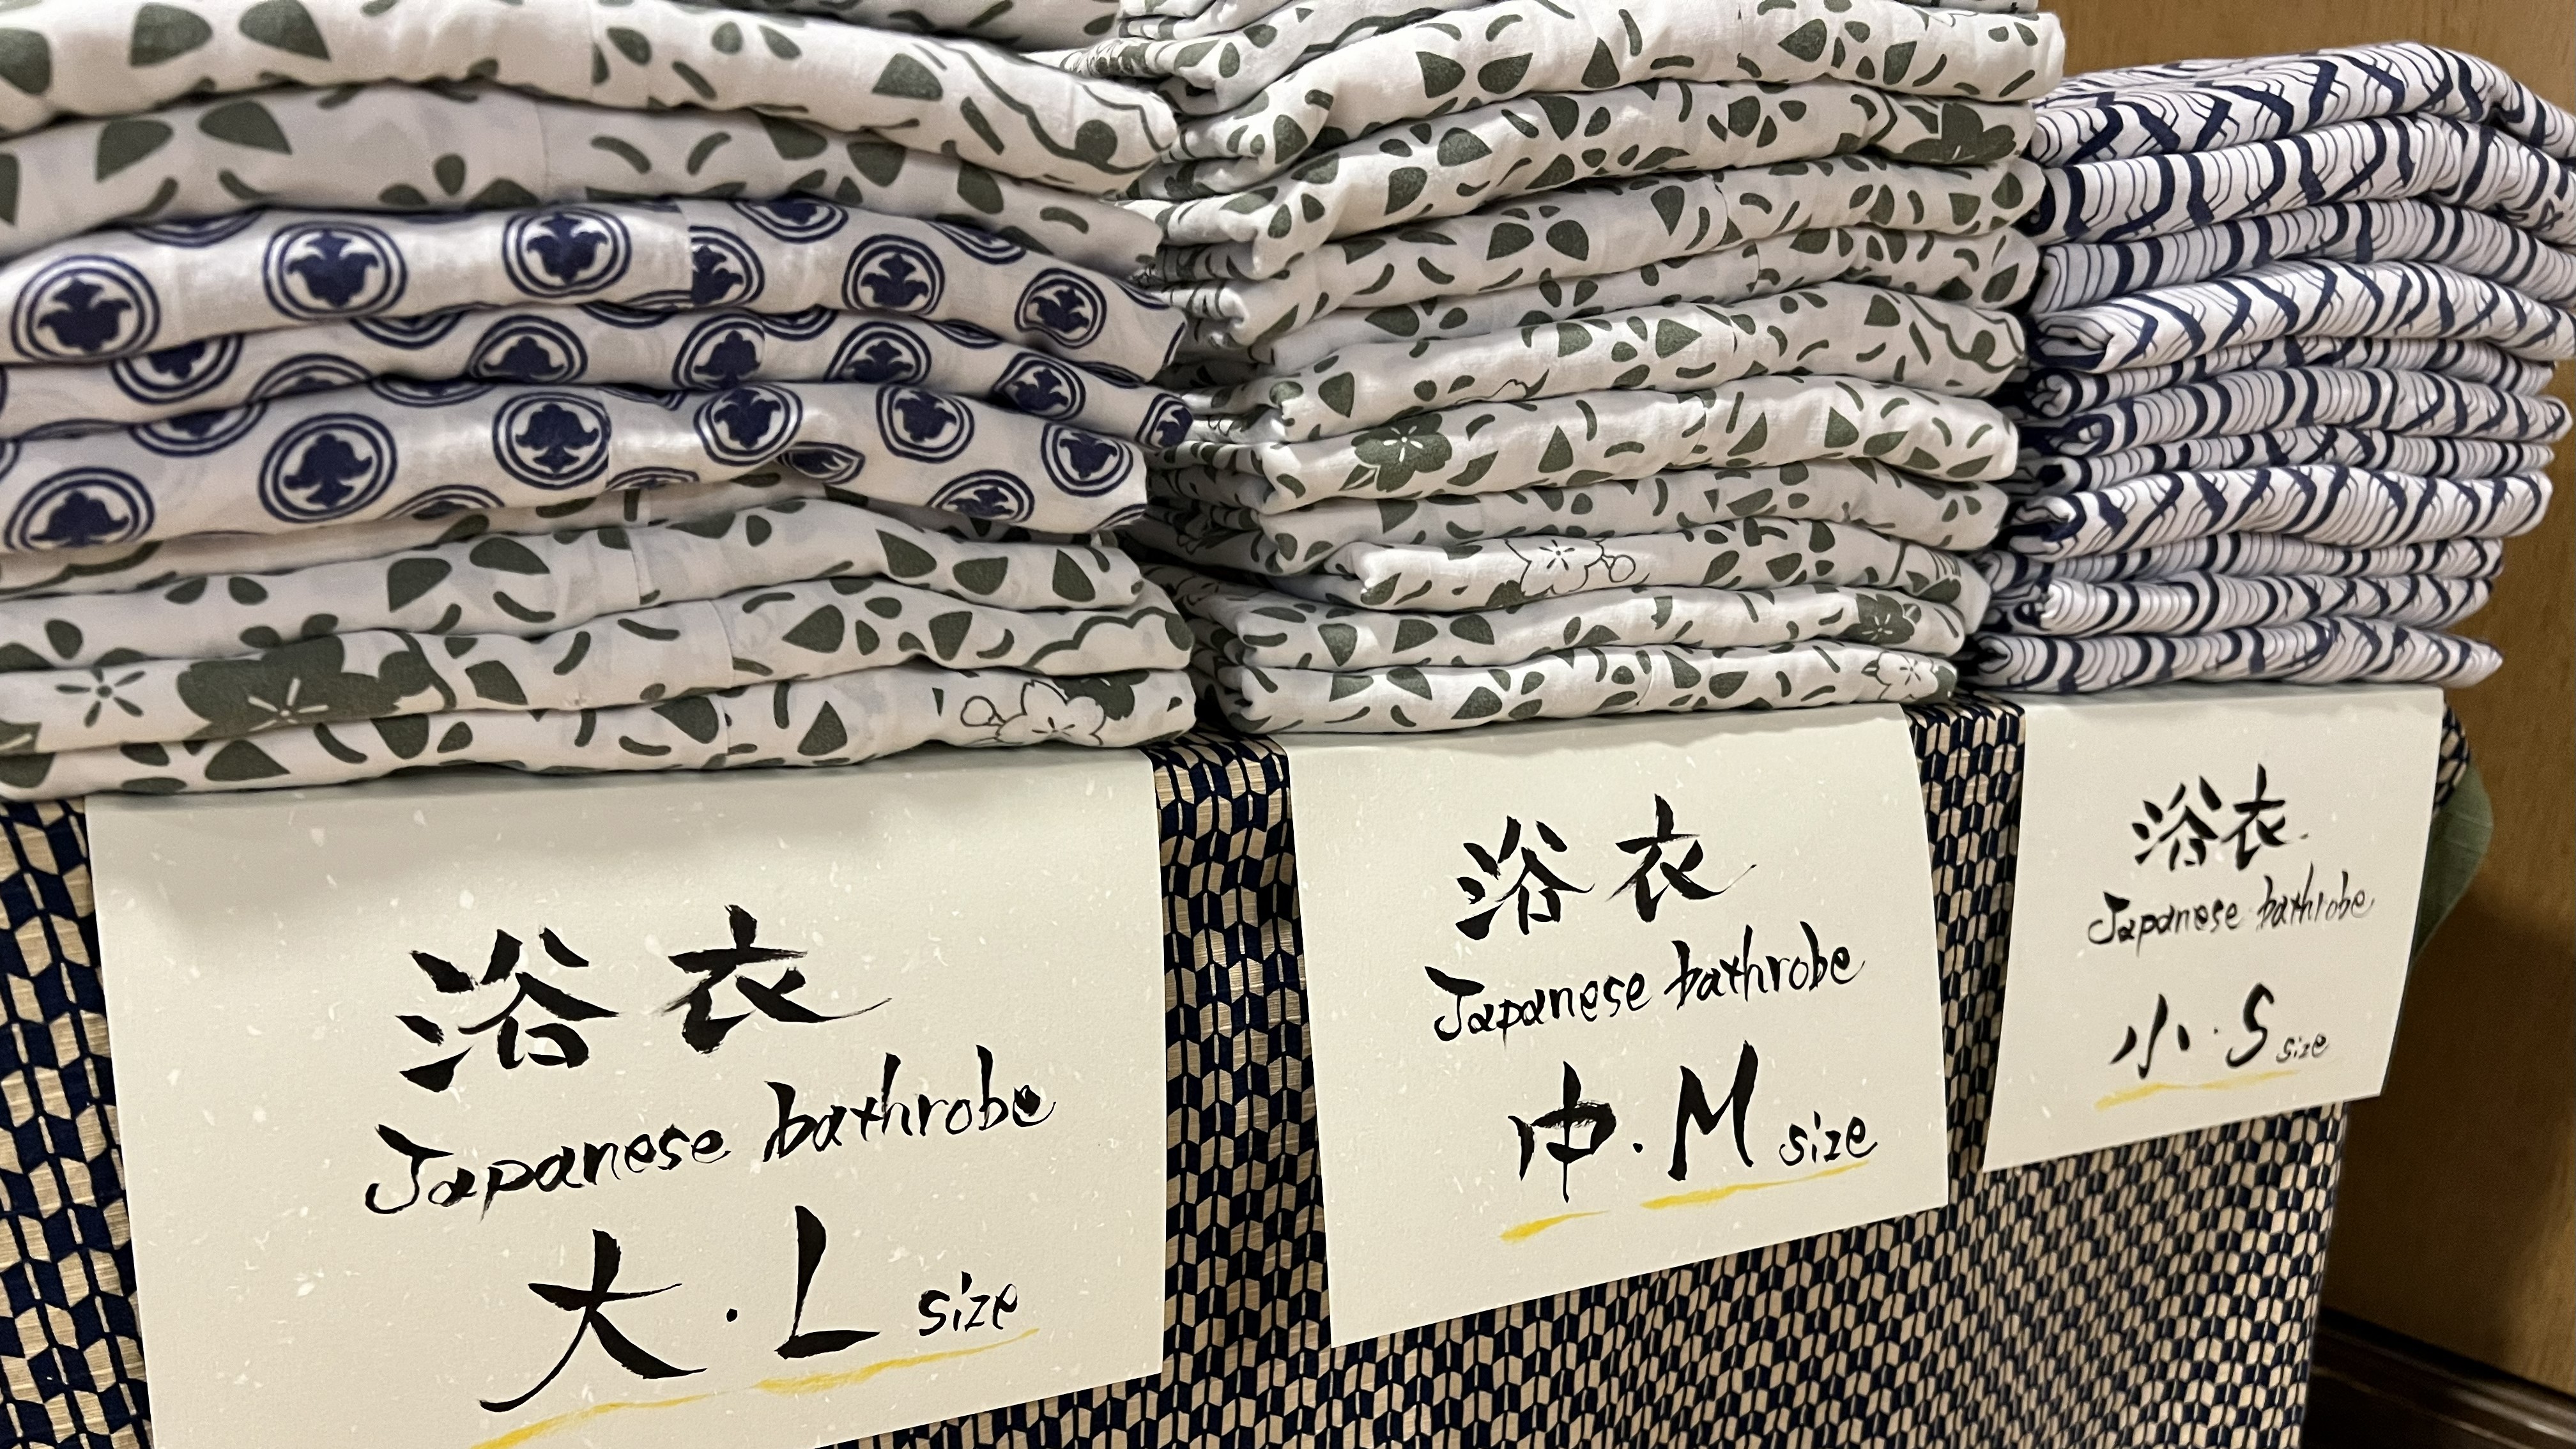 浴衣
Japanese bathrobe
大・L size
浴衣
Japanese bathrobe
中・M size
浴衣
Japanese bathrobe
小・S size